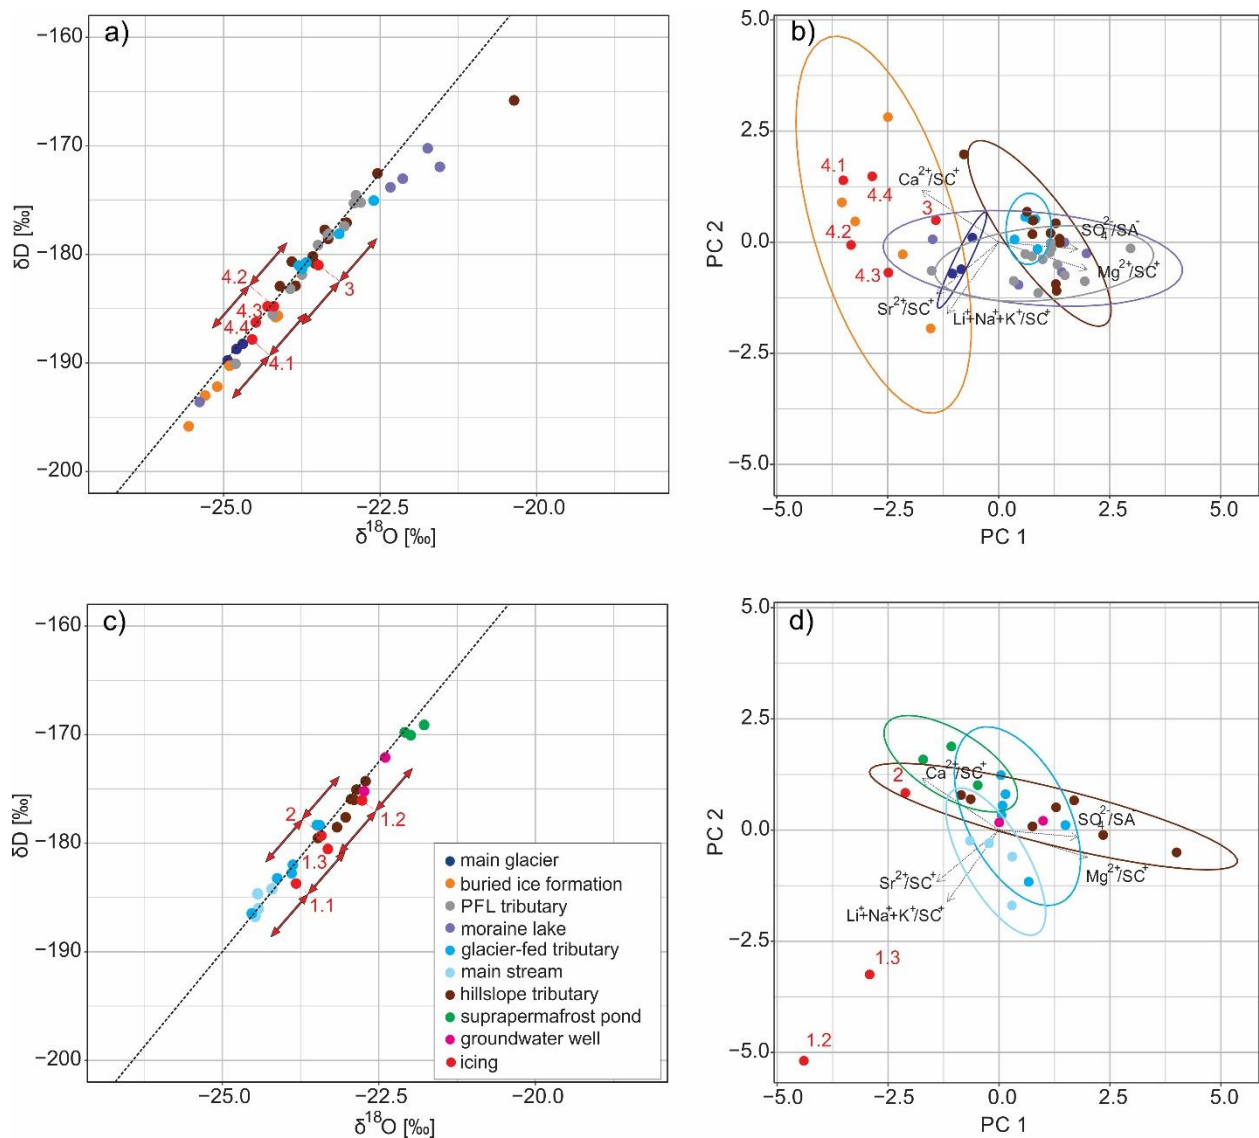 a)
−160
−170
−180
−190
−200
δD [‰]
4.2
3
4.3
4.4
4.1
−25.0 −22.5 −20.0
δ¹⁸O [‰]
b)
5.0
2.5
0.0
−2.5
−5.0
PC 2
4.1
4.4
Ca²⁺/SC⁺
3
4.2
SO₄²⁻/SA⁻
4.3
Mg²⁺/SC⁺
Sr²⁺/SC⁺
Li⁺+Na⁺+K⁺/SC⁺
−5.0 −2.5 0.0 2.5 5.0
PC 1
c)
−160
−170
−180
−190
−200
δD [‰]
2
1.2
1.3
1.1
main glacier
buried ice formation
PFL tributary
moraine lake
glacier-fed tributary
main stream
hillslope tributary
suprapermafrost pond
groundwater well
icing
−25.0 −22.5 −20.0
δ¹⁸O [‰]
d)
5.0
2.5
0.0
−2.5
−5.0
PC 2
2
Ca²⁺/SC⁺
SO₄²⁻/SA
Mg²⁺/SC⁺
Sr²⁺/SC⁺
Li⁺+Na⁺+K⁺/SC⁺
1.3
1.2
−5.0 −2.5 0.0 2.5 5.0
PC 1